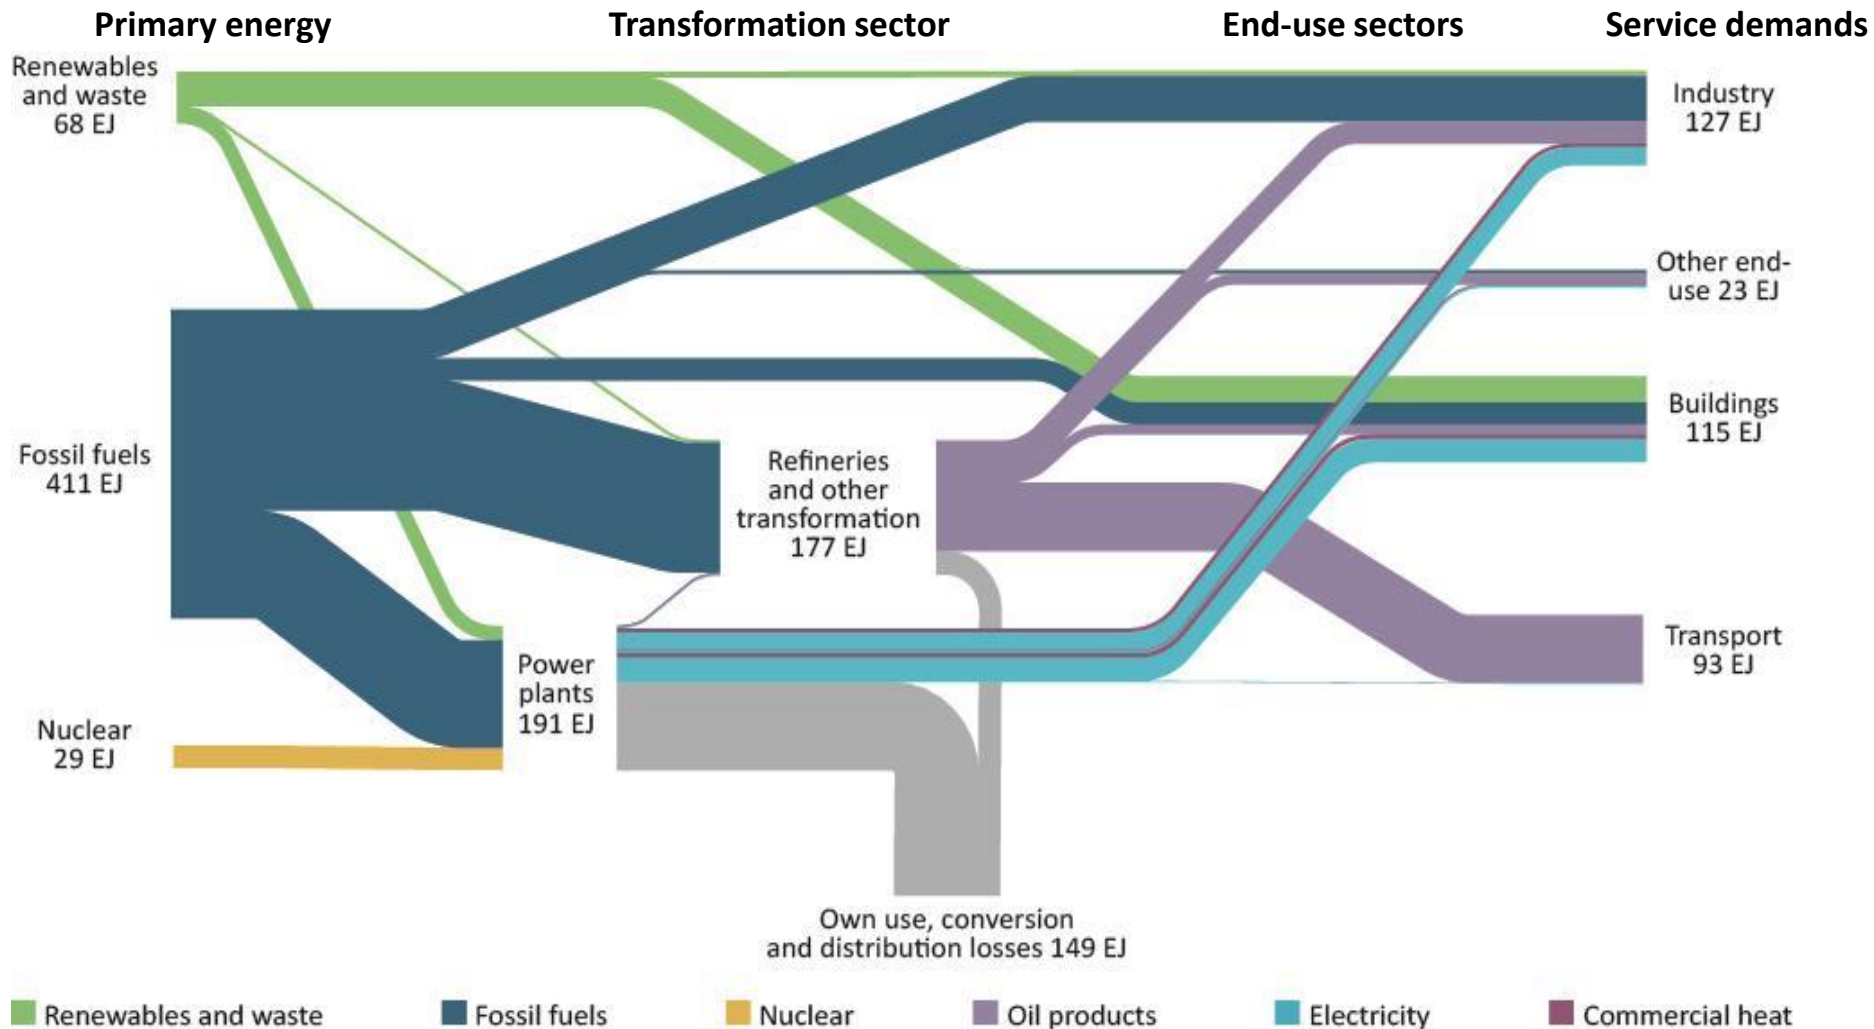 Primary energy
Transformation sector
End-use sectors
Service demands
Renewables
and waste
68 EJ
Fossil fuels
411 EJ
Nuclear
29 EJ
Refineries
and other
transformation
177 EJ
Power
plants
191 EJ
Own use, conversion
and distribution losses 149 EJ
Industry
127 EJ
Other end-
use 23 EJ
Buildings
115 EJ
Transport
93 EJ
Renewables and waste
Fossil fuels
Nuclear
Oil products
Electricity
Commercial heat